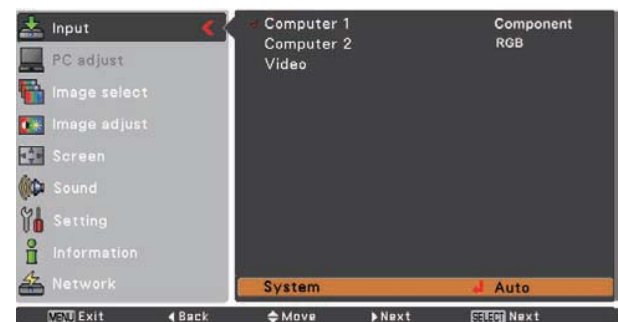 Input
PC adjust
Image select
Image adjust
Screen
Sound
Setting
Information
Network
Computer 1 Component
Computer 2 RGB
Video
System Auto
MENU Exit Back Move Next SELECT Next